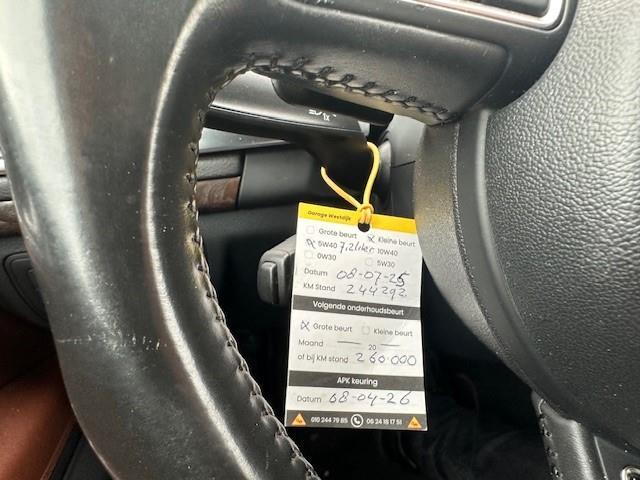 Garage Westdijk
Grote beurt Kleine beurt
5W40 7,2 liter 10W40
0W30 5W30
Datum 08-07-25
KM Stand 244292
Volgende onderhoudsbeurt
Grote beurt Kleine beurt
Maand — 20 —
of bij KM stand 260.000
APK keuring
Datum 08-04-26
010 244 79 85 06 24 18 17 51